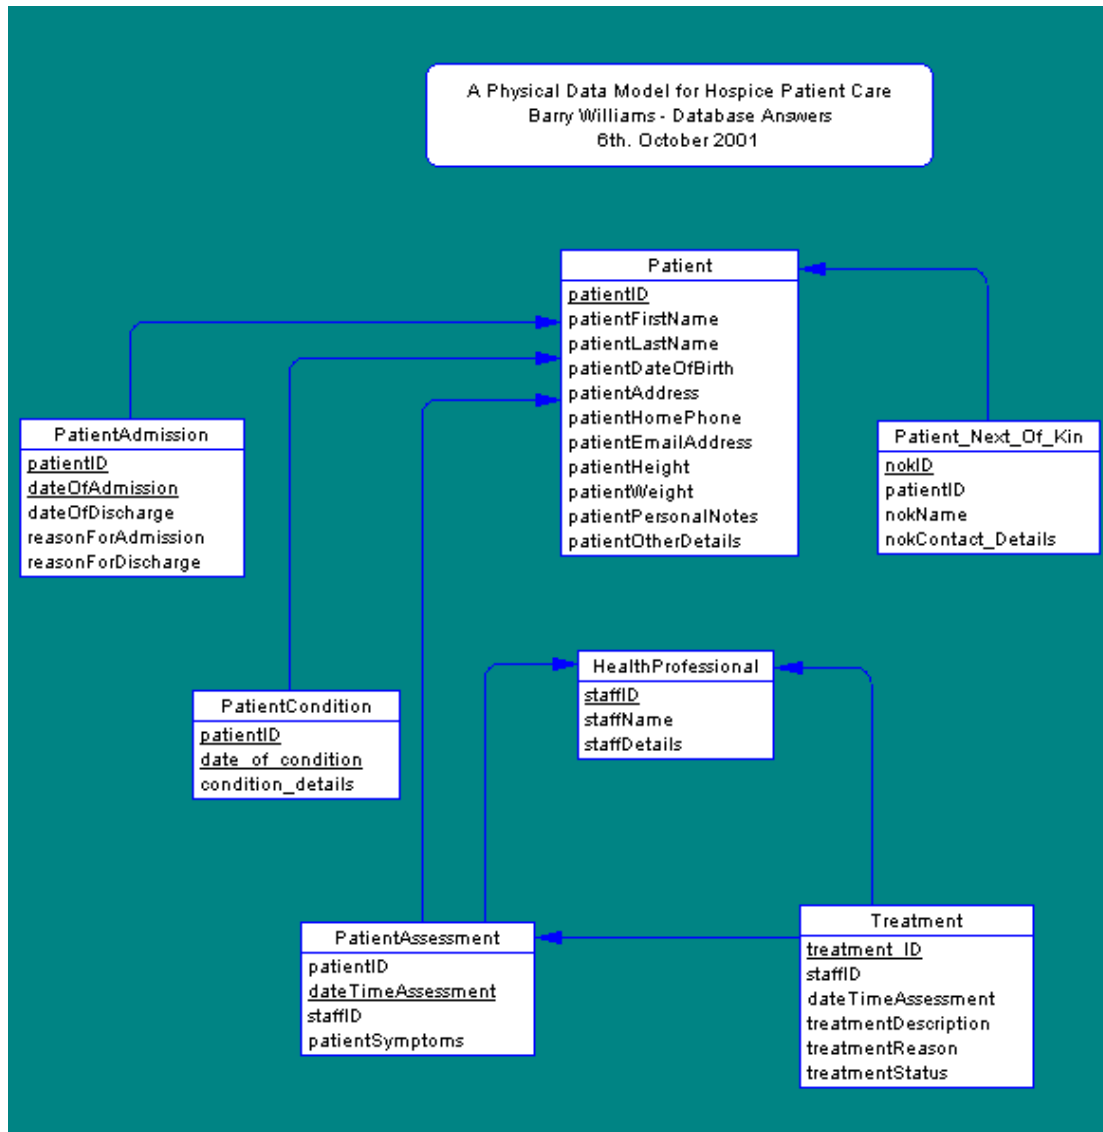 A Physical Data Model for Hospice Patient Care
Barry Williams - Database Answers
6th. October 2001
Patient
patientID
patientFirstName
patientLastName
patientDateOfBirth
patientAddress
patientHomePhone
patientEmailAddress
patientHeight
patientWeight
patientPersonalNotes
patientOtherDetails
PatientAdmission
patientID
dateOfAdmission
dateOfDischarge
reasonForAdmission
reasonForDischarge
Patient_Next_Of_Kin
nokID
patientID
nokName
nokContact_Details
HealthProfessional
staffID
staffName
staffDetails
PatientCondition
patientID
date_of_condition
condition_details
PatientAssessment
patientID
dateTimeAssessment
staffID
patientSymptoms
Treatment
treatment_ID
staffID
dateTimeAssessment
treatmentDescription
treatmentReason
treatmentStatus